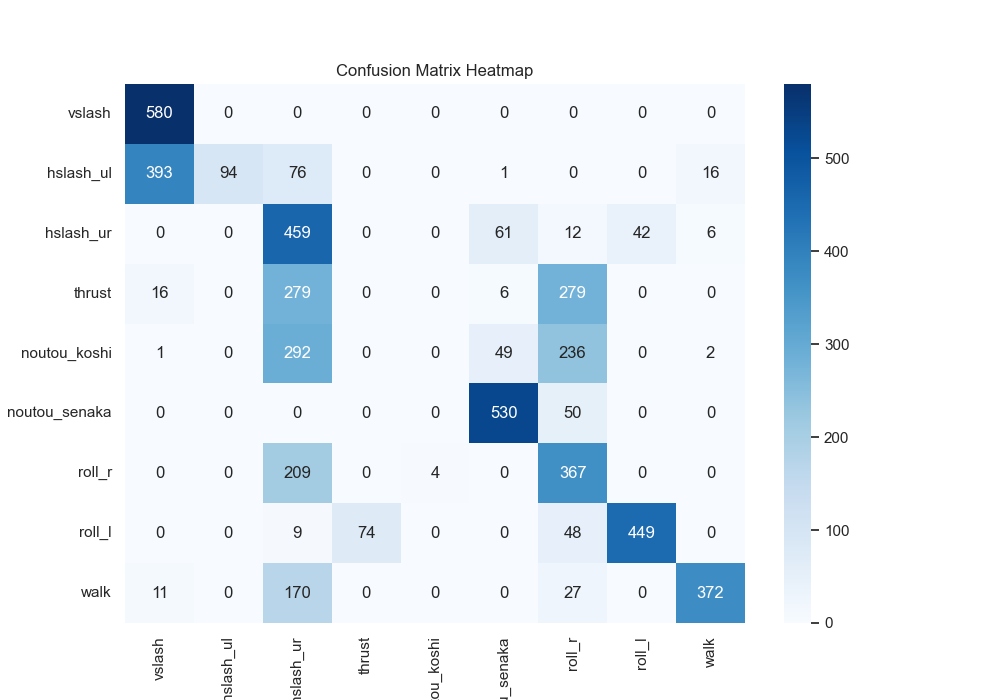 Confusion Matrix Heatmap
vslash 580 0 0 0 0 0 0 0 0
hslash_ul 393 94 76 0 0 1 0 0 16
hslash_ur 0 0 459 0 0 61 12 42 6
thrust 16 0 279 0 0 6 279 0 0
noutou_koshi 1 0 292 0 0 49 236 0 2
noutou_senaka 0 0 0 0 0 530 50 0 0
roll_r 0 0 209 0 4 0 367 0 0
roll_l 0 0 9 74 0 0 48 449 0
walk 11 0 170 0 0 0 27 0 372
vslash hslash_ul hslash_ur thrust ou_koshi u_senaka roll_r roll_l walk
500
400
300
200
100
0